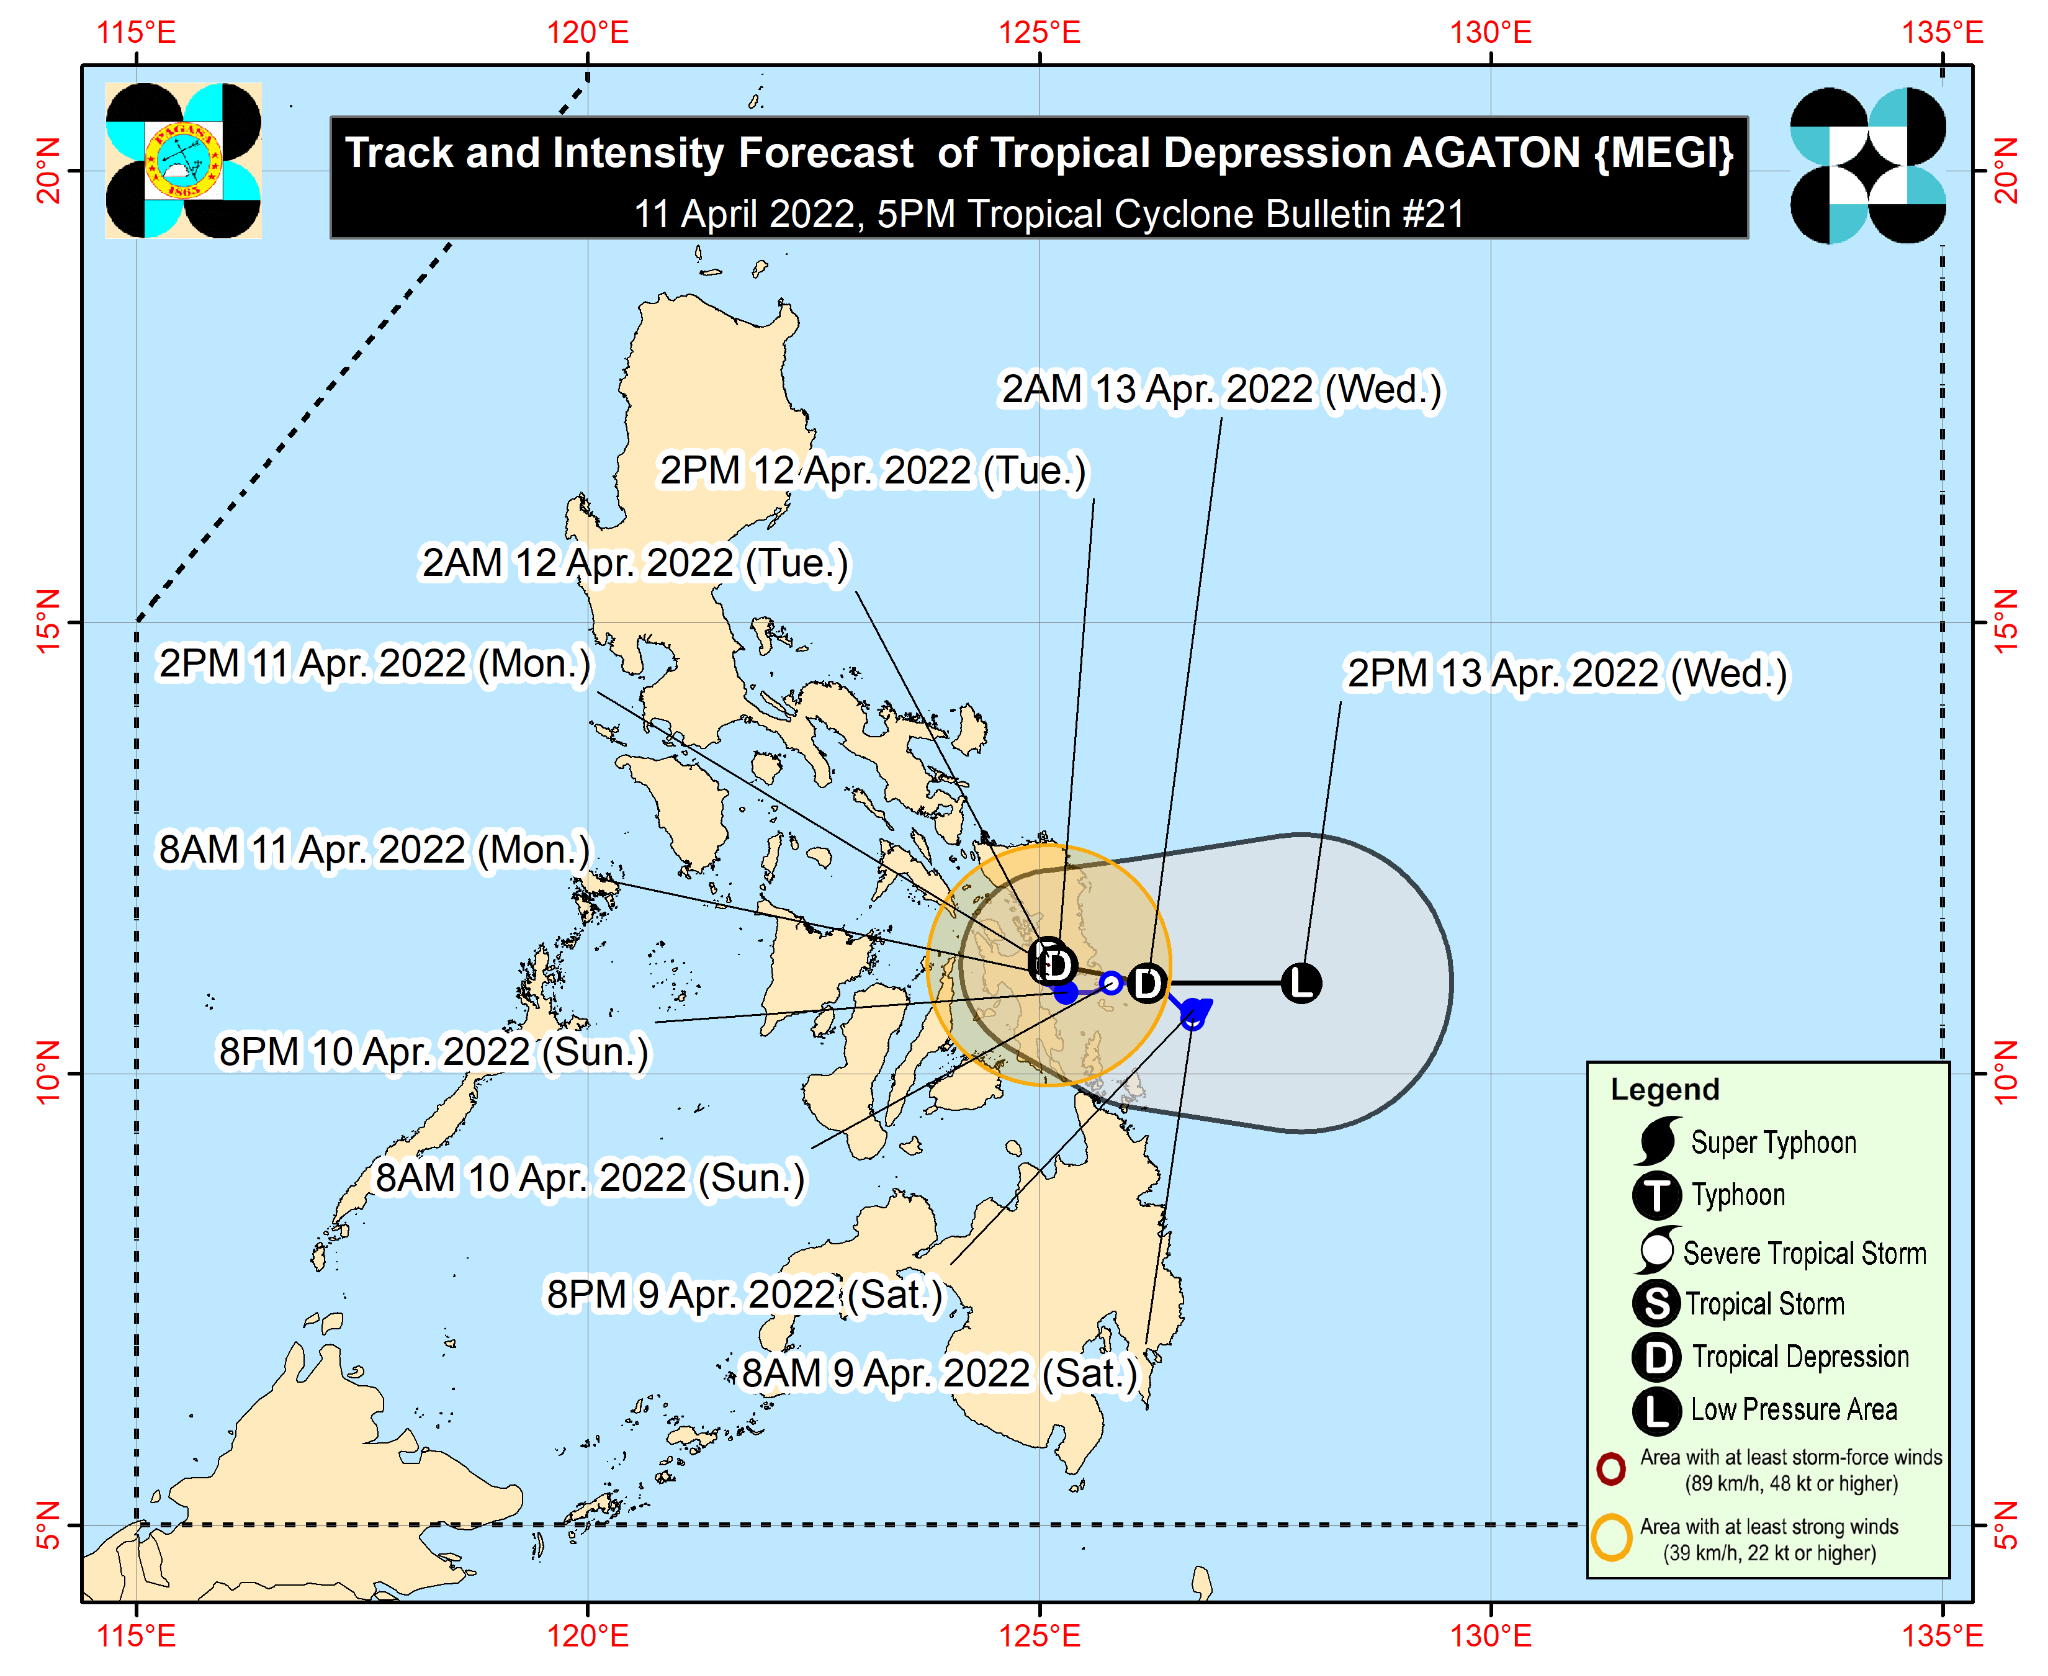 115°E 120°E 125°E 130°E 135°E
PAGASA
1865
Track and Intensity Forecast of Tropical Depression AGATON {MEGI}
11 April 2022, 5PM Tropical Cyclone Bulletin #21
20°N 20°N
2AM 13 Apr. 2022 (Wed.)
2PM 12 Apr. 2022 (Tue.)
2AM 12 Apr. 2022 (Tue.)
15°N 15°N
2PM 11 Apr. 2022 (Mon.)
2PM 13 Apr. 2022 (Wed.)
8AM 11 Apr. 2022 (Mon.)
D D L
8PM 10 Apr. 2022 (Sun.)
10°N 10°N
8AM 10 Apr. 2022 (Sun.)
8PM 9 Apr. 2022 (Sat.)
8AM 9 Apr. 2022 (Sat.)
Legend
Super Typhoon
T Typhoon
Severe Tropical Storm
S Tropical Storm
D Tropical Depression
L Low Pressure Area
Area with at least storm-force winds
(89 km/h, 48 kt or higher)
Area with at least strong winds
(39 km/h, 22 kt or higher)
5°N 5°N
115°E 120°E 125°E 130°E 135°E